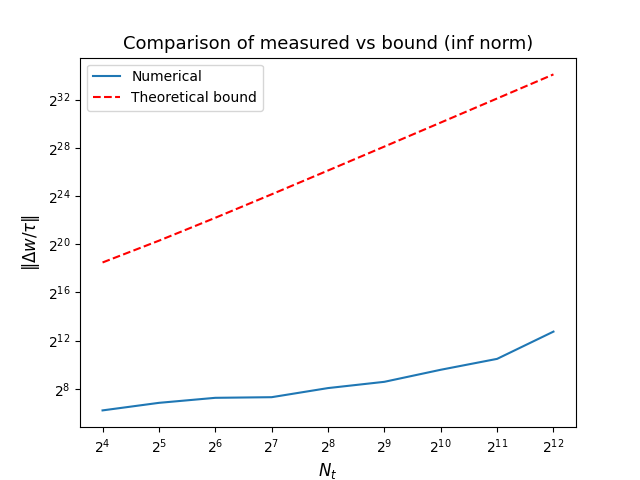 Comparison of measured vs bound (inf norm)
Numerical
Theoretical bound
‖Δw/τ‖
2^32
2^28
2^24
2^20
2^16
2^12
2^8
2^4 2^5 2^6 2^7 2^8 2^9 2^10 2^11 2^12
N_t